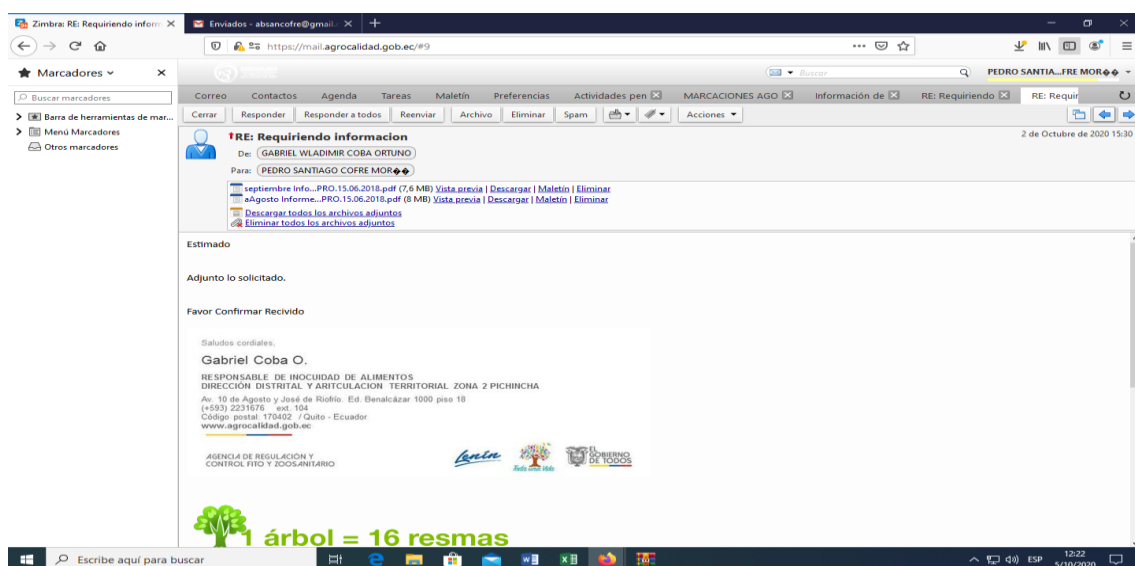 Zimbra: RE: Requiriendo inform
Enviados - absancofre@gmail.
https://mail.agrocalidad.gob.ec/#9
Marcadores
Buscar marcadores
Barra de herramientas de mar...
Menú Marcadores
Otros marcadores
Buscar
PEDRO SANTIA...FRE MOR��
Correo Contactos Agenda Tareas Maletín Preferencias Actividades pen MARCACIONES AGO Información de RE: Requiriendo RE: Requir
Cerrar Responder Responder a todos Reenviar Archivo Eliminar Spam Acciones
RE: Requiriendo informacion
2 de Octubre de 2020 15:30
De: GABRIEL WLADIMIR COBA ORTUNO
Para: PEDRO SANTIAGO COFRE MOR��
septiembre Info...PRO.15.06.2018.pdf (7,6 MB) Vista previa | Descargar | Maletín | Eliminar
aAgosto Informe...PRO.15.06.2018.pdf (8 MB) Vista previa | Descargar | Maletín | Eliminar
Descargar todos los archivos adjuntos
Eliminar todos los archivos adjuntos
Estimado
Adjunto lo solicitado.
Favor Confirmar Recivido
Saludos cordiales,
Gabriel Coba O.
RESPONSABLE DE INOCUIDAD DE ALIMENTOS
DIRECCIÓN DISTRITAL Y ARITCULACION TERRITORIAL ZONA 2 PICHINCHA
Av. 10 de Agosto y José de Riofrío. Ed. Benalcázar 1000 piso 18
(+593) 2231676 ext. 104
Código postal: 170402 / Quito - Ecuador
www.agrocalidad.gob.ec
AGENCIA DE REGULACIÓN Y
CONTROL FITO Y ZOOSANITARIO
Lenín
Toda una Vida
EL GOBIERNO
DE TODOS
1 árbol = 16 resmas
Escribe aquí para buscar
ESP
12:22
5/10/2020